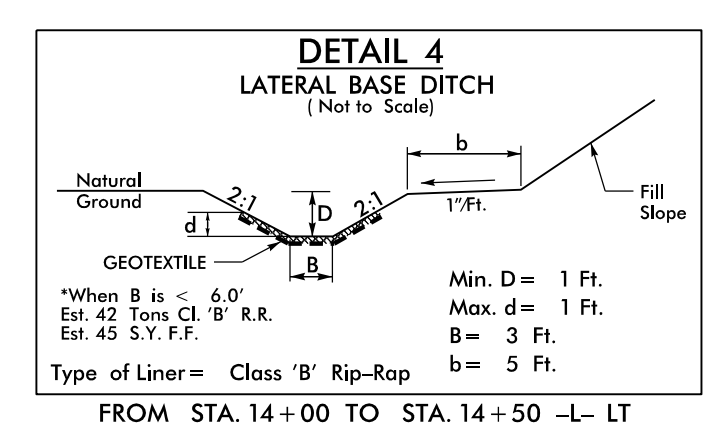 DETAIL 4
LATERAL BASE DITCH
( Not to Scale)
b
Natural
Ground
2:1
D
2:1
1"/Ft.
Fill
Slope
d
GEOTEXTILE
B
*When B is < 6.0'
Est. 42 Tons Cl. 'B' R.R.
Est. 45 S.Y. F.F.
Min. D = 1 Ft.
Max. d = 1 Ft.
B = 3 Ft.
b = 5 Ft.
Type of Liner = Class 'B' Rip-Rap
FROM STA. 14+00 TO STA. 14+50 -L- LT